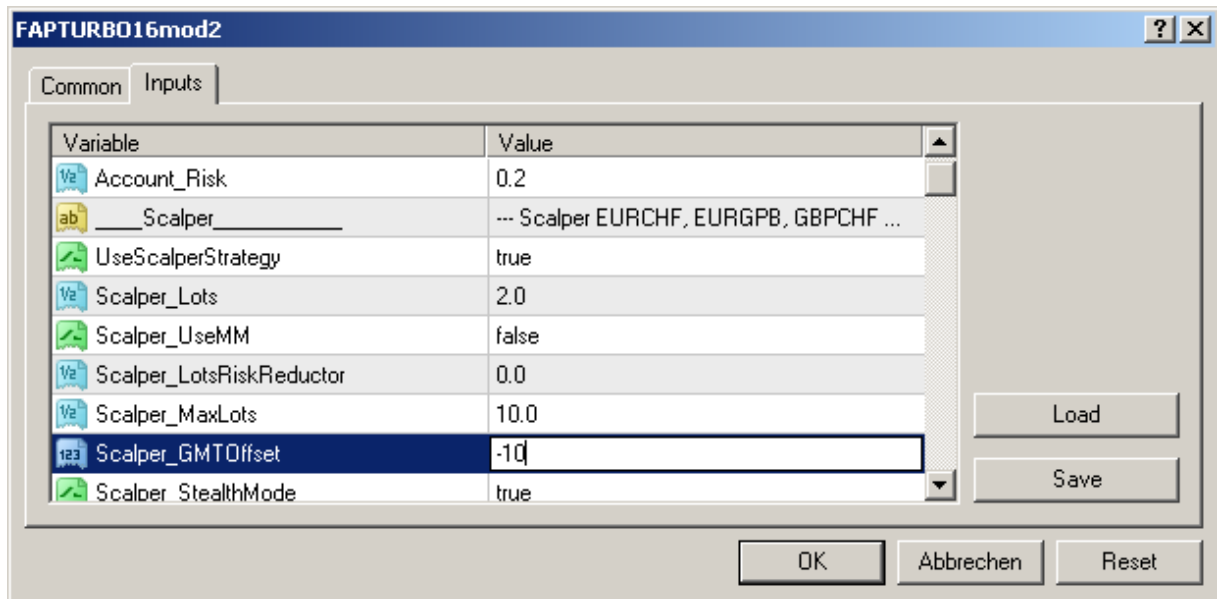 FAPTURBO16mod2
Common Inputs
Variable Value
Account_Risk 0.2
____Scalper____________ --- Scalper EURCHF, EURGPB, GBPCHF ...
UseScalperStrategy true
Scalper_Lots 2.0
Scalper_UseMM false
Scalper_LotsRiskReductor 0.0
Scalper_MaxLots 10.0
Scalper_GMTOffset -10
Scalper_StealthMode true
Load
Save
OK Abbrechen Reset